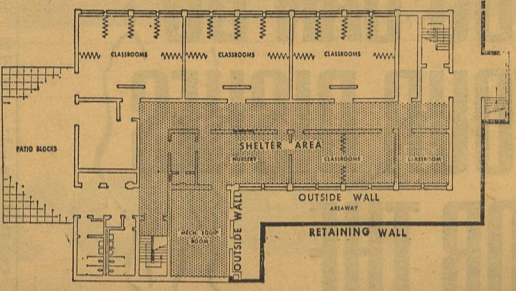 CLASSROOMS CLASSROOMS CLASSROOMS
PATIO BLOCKS
SHELTER AREA
NURSERY CLASSROOMS CLASSROOM
OUTSIDE WALL
AREAWAY
RETAINING WALL
MECH. EQUIP
ROOM
OUTSIDE WALL